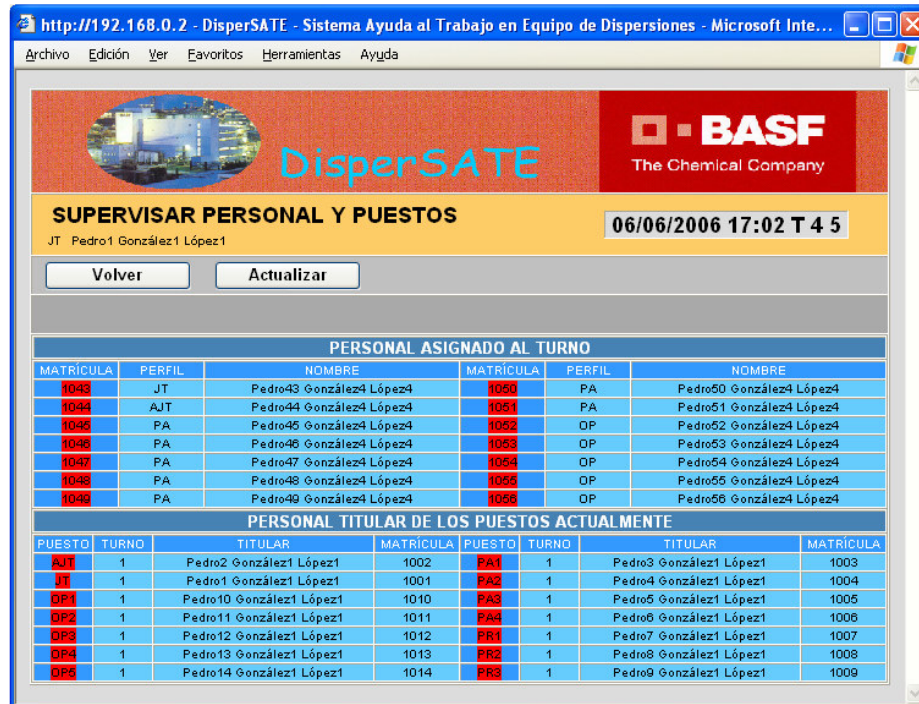 http://192.168.0.2 - DisperSATE - Sistema Ayuda al Trabajo en Equipo de Dispersiones - Microsoft Inte...
Archivo Edición Ver Favoritos Herramientas Ayuda
DisperSATE
BASF
The Chemical Company
SUPERVISAR PERSONAL Y PUESTOS
JT Pedro1 González1 López1
06/06/2006 17:02 T 4 5
Volver Actualizar
PERSONAL ASIGNADO AL TURNO
MATRÍCULA PERFIL NOMBRE MATRÍCULA PERFIL NOMBRE
1043 JT Pedro43 González4 López4 1050 PA Pedro50 González4 López4
1044 AJT Pedro44 González4 López4 1051 PA Pedro51 González4 López4
1045 PA Pedro45 González4 López4 1052 OP Pedro52 González4 López4
1046 PA Pedro46 González4 López4 1053 OP Pedro53 González4 López4
1047 PA Pedro47 González4 López4 1054 OP Pedro54 González4 López4
1048 PA Pedro48 González4 López4 1055 OP Pedro55 González4 López4
1049 PA Pedro49 González4 López4 1056 OP Pedro56 González4 López4
PERSONAL TITULAR DE LOS PUESTOS ACTUALMENTE
PUESTO TURNO TITULAR MATRÍCULA PUESTO TURNO TITULAR MATRÍCULA
AJT 1 Pedro2 González1 López1 1002 PA1 1 Pedro3 González1 López1 1003
JT 1 Pedro1 González1 López1 1001 PA2 1 Pedro4 González1 López1 1004
OP1 1 Pedro10 González1 López1 1010 PA3 1 Pedro5 González1 López1 1005
OP2 1 Pedro11 González1 López1 1011 PA4 1 Pedro6 González1 López1 1006
OP3 1 Pedro12 González1 López1 1012 PR1 1 Pedro7 González1 López1 1007
OP4 1 Pedro13 González1 López1 1013 PR2 1 Pedro8 González1 López1 1008
OP5 1 Pedro14 González1 López1 1014 PR3 1 Pedro9 González1 López1 1009